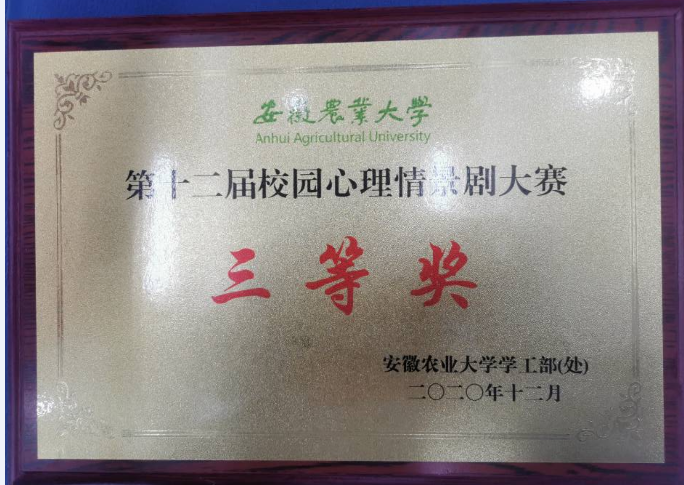 安徽農業大学
Anhui Agricultural University
第十二届校园心理情景剧大赛
三等奖
安徽农业大学学工部(处)
二〇二〇年十二月